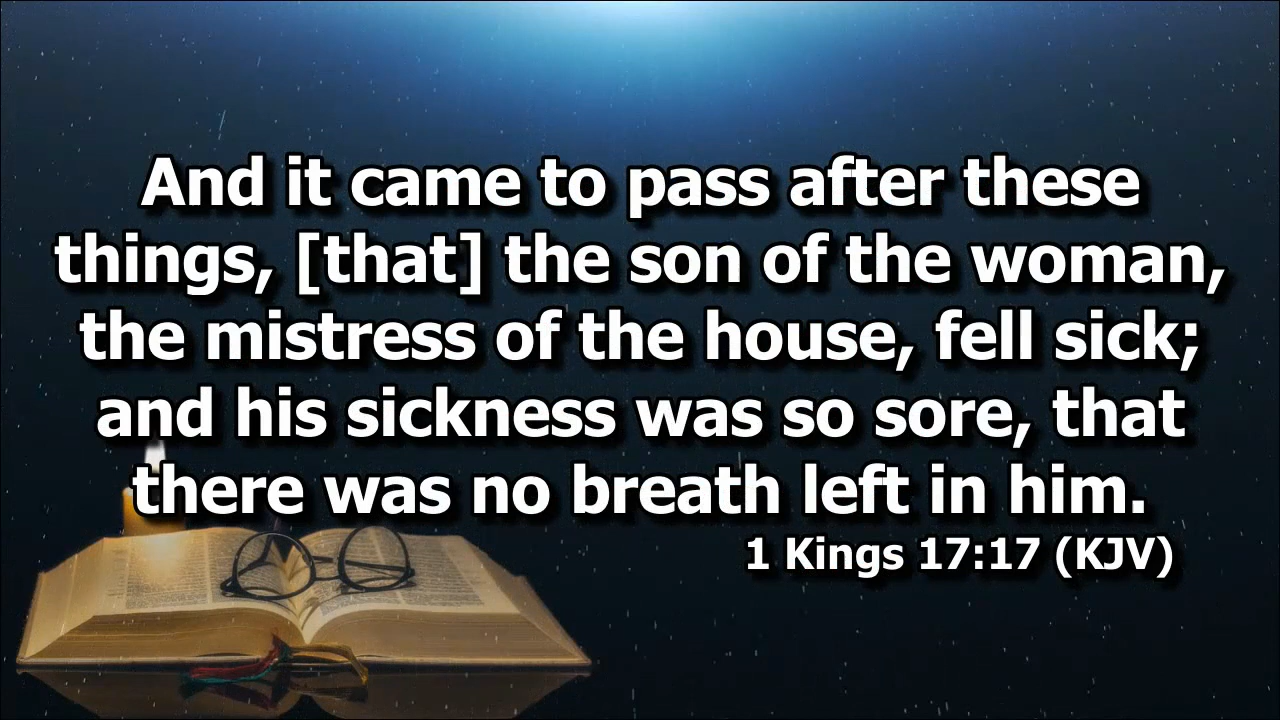 And it came to pass after these
things, [that] the son of the woman,
the mistress of the house, fell sick;
and his sickness was so sore, that
there was no breath left in him.
1 Kings 17:17 (KJV)